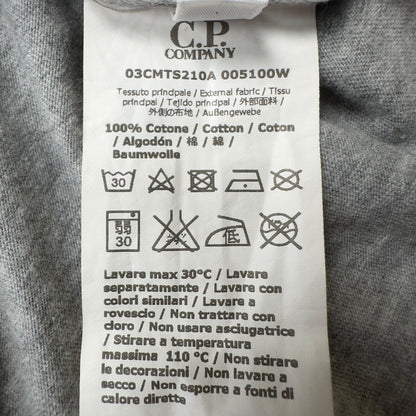 C.P.
COMPANY
03CMTS210A 005100W
Tessuto principale / External fabric / Tissu
principal / Tejido principal / 外部面料 /
外側の布地 / Außengewebe
100% Cotone / Cotton / Coton
/ Algodón / 棉 / 綿 /
Baumwolle
30
弱 低
30
Lavare max 30°C / Lavare
separatamente / Lavare con
colori similari / Lavare a
rovescio / Non trattare con
cloro / Non usare asciugatrice
/ Stirare a temperatura
massima 110 °C / Non stirare
le decorazioni / Non lavare a
secco / Non esporre a fonti di
calore dirette